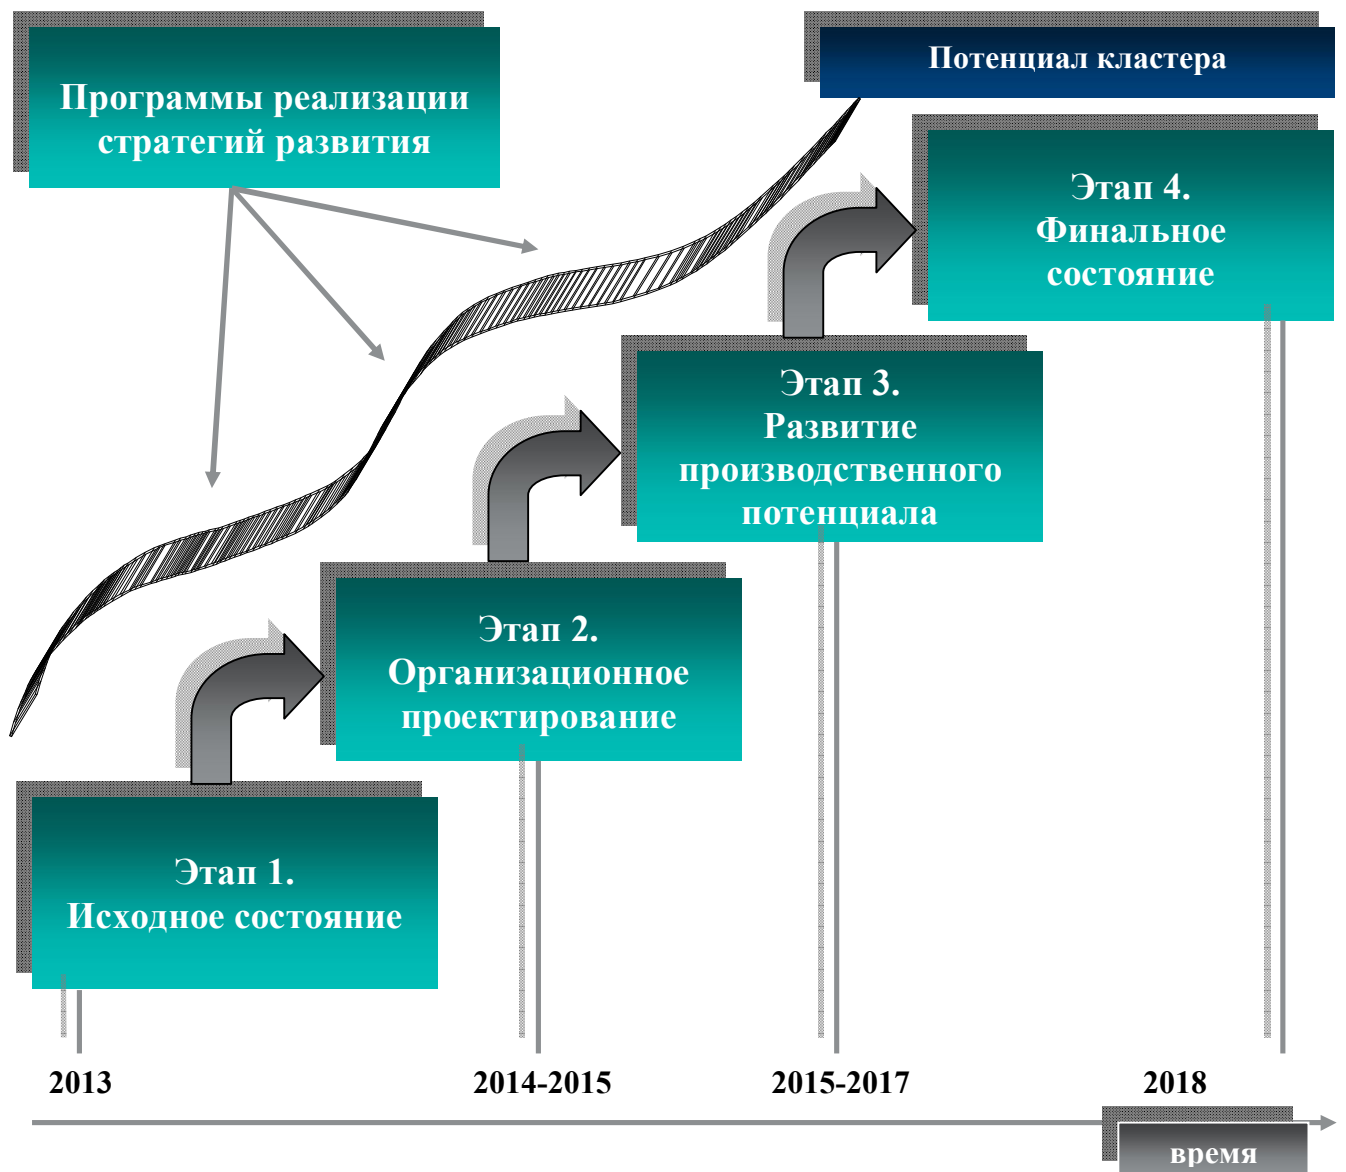 Программы реализации
стратегий развития
Потенциал кластера
Этап 4.
Финальное
состояние
Этап 3.
Развитие
производственного
потенциала
Этап 2.
Организационное
проектирование
Этап 1.
Исходное состояние
2013
2014-2015
2015-2017
2018
время